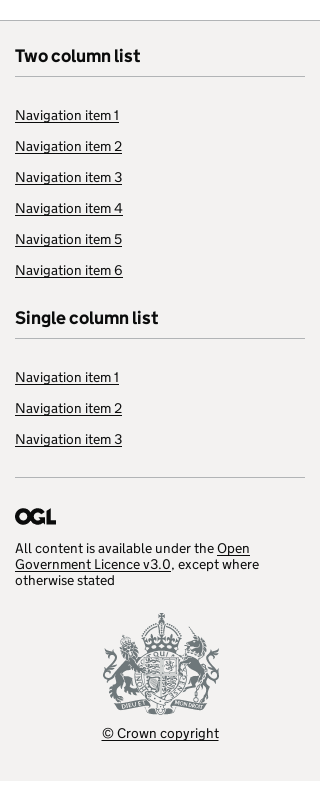 Two column list
Navigation item 1
Navigation item 2
Navigation item 3
Navigation item 4
Navigation item 5
Navigation item 6
Single column list
Navigation item 1
Navigation item 2
Navigation item 3
OGL
All content is available under the Open
Government Licence v3.0, except where
otherwise stated
QUI
DIEU ET MON DROIT
© Crown copyright